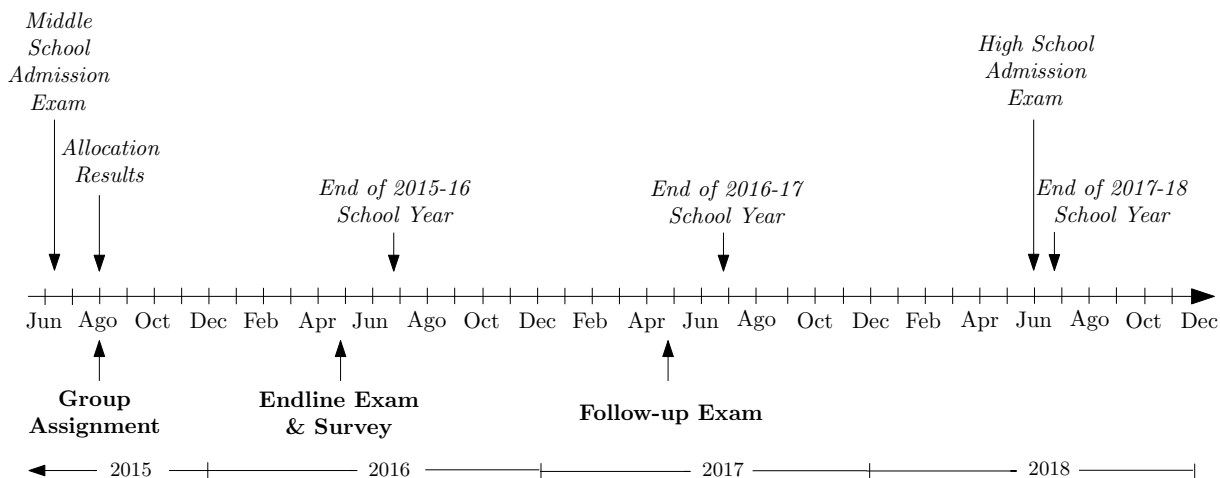 Middle
School
Admission
Exam
Allocation
Results
End of 2015-16
School Year
End of 2016-17
School Year
High School
Admission
Exam
End of 2017-18
School Year
Jun Ago Oct Dec Feb Apr Jun Ago Oct Dec Feb Apr Jun Ago Oct Dec Feb Apr Jun Ago Oct Dec
Group
Assignment
Endline Exam
& Survey
Follow-up Exam
2015 2016 2017 2018